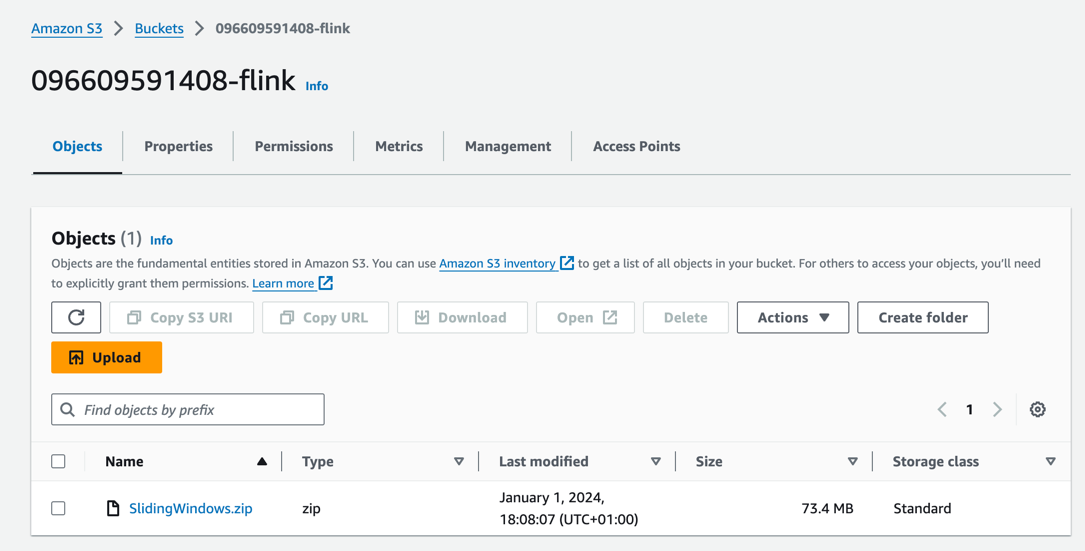 Amazon S3 > Buckets > 096609591408-flink
096609591408-flink Info
Objects Properties Permissions Metrics Management Access Points
Objects (1) Info
Objects are the fundamental entities stored in Amazon S3. You can use Amazon S3 inventory to get a list of all objects in your bucket. For others to access your objects, you'll need
to explicitly grant them permissions. Learn more
Copy S3 URI Copy URL Download Open Delete Actions Create folder
Upload
Find objects by prefix 1
Name Type Last modified Size Storage class
SlidingWindows.zip zip January 1, 2024, 73.4 MB Standard
18:08:07 (UTC+01:00)